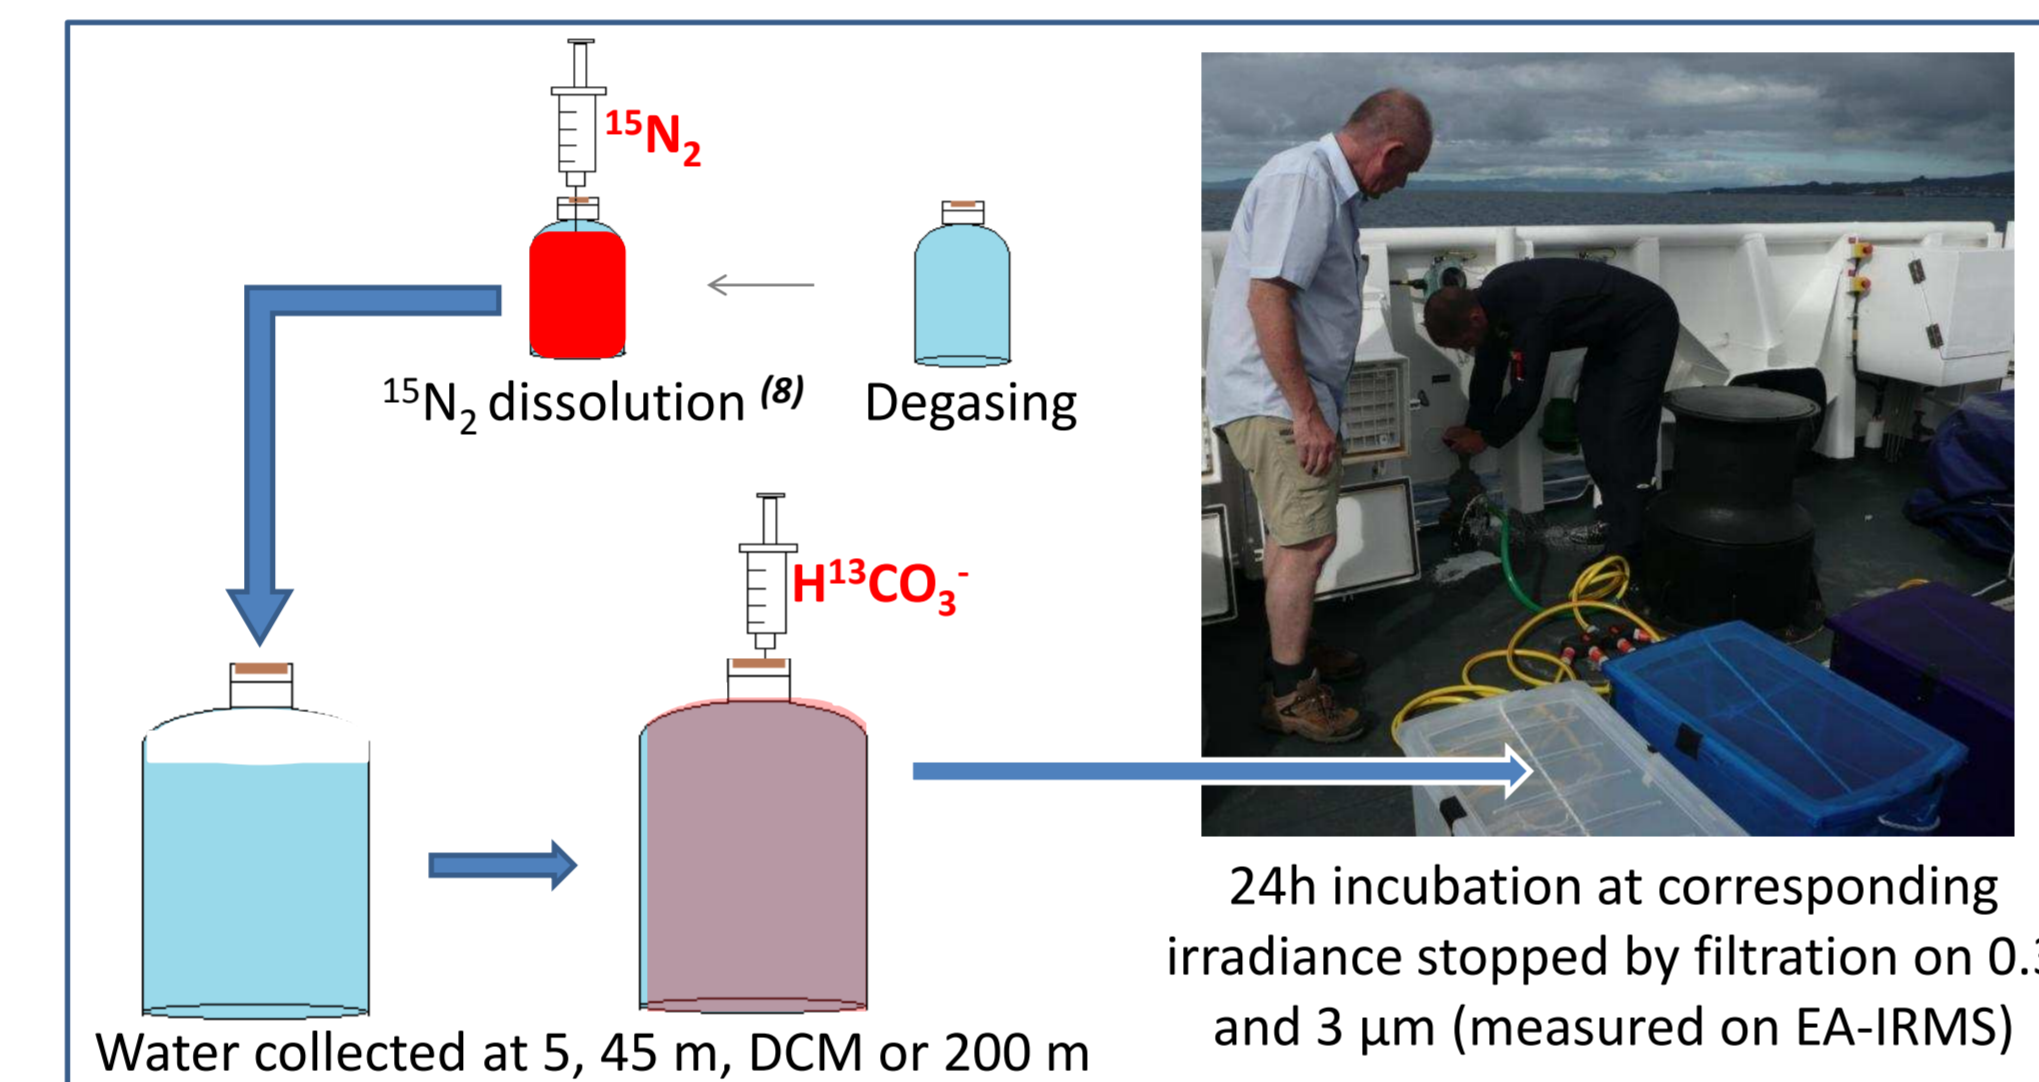 ¹⁵N₂
¹⁵N₂ dissolution (8)
Degasing
H¹³CO₃⁻
Water collected at 5, 45 m, DCM or 200 m
24h incubation at corresponding
irradiance stopped by filtration on
and 3 µm (measured on EA-IRMS)